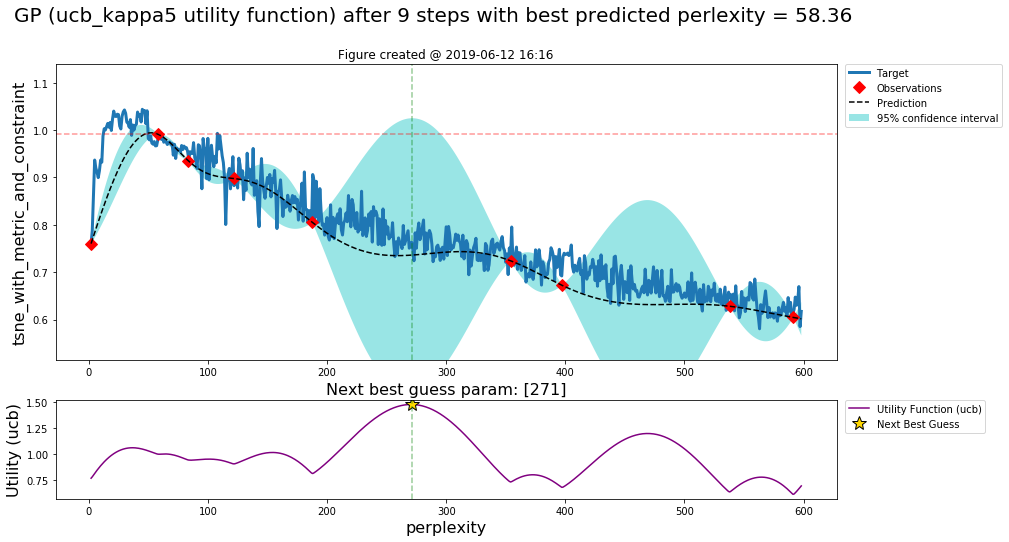 GP (ucb_kappa5 utility function) after 9 steps with best predicted perlexity = 58.36
Figure created @ 2019-06-12 16:16
tsne_with_metric_and_constraint
1.1
1.0
0.9
0.8
0.7
0.6
0 100 200 300 400 500 600
Target
Observations
Prediction
95% confidence interval
Next best guess param: [271]
Utility (ucb)
1.50
1.25
1.00
0.75
0 100 200 300 400 500 600
perplexity
Utility Function (ucb)
Next Best Guess